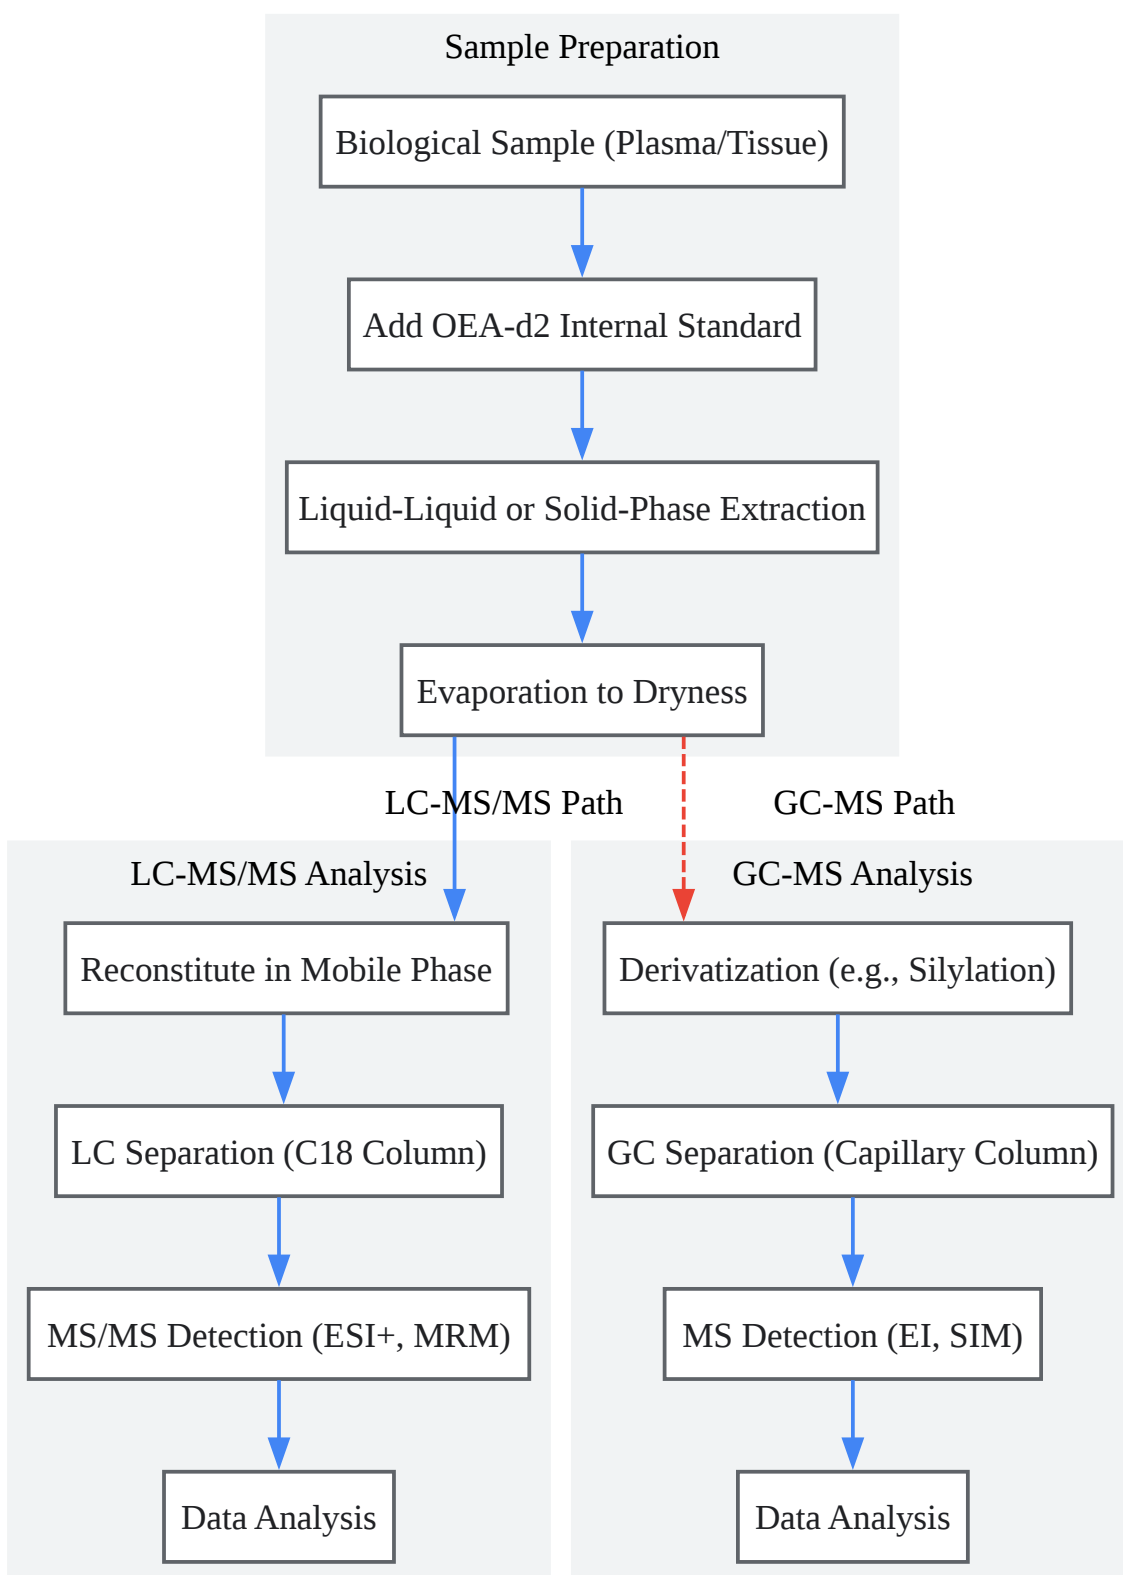 Sample Preparation
Biological Sample (Plasma/Tissue)
Add OEA-d2 Internal Standard
Liquid-Liquid or Solid-Phase Extraction
Evaporation to Dryness
LC-MS/MS Path
GC-MS Path
LC-MS/MS Analysis
Reconstitute in Mobile Phase
LC Separation (C18 Column)
MS/MS Detection (ESI+, MRM)
Data Analysis
GC-MS Analysis
Derivatization (e.g., Silylation)
GC Separation (Capillary Column)
MS Detection (EI, SIM)
Data Analysis